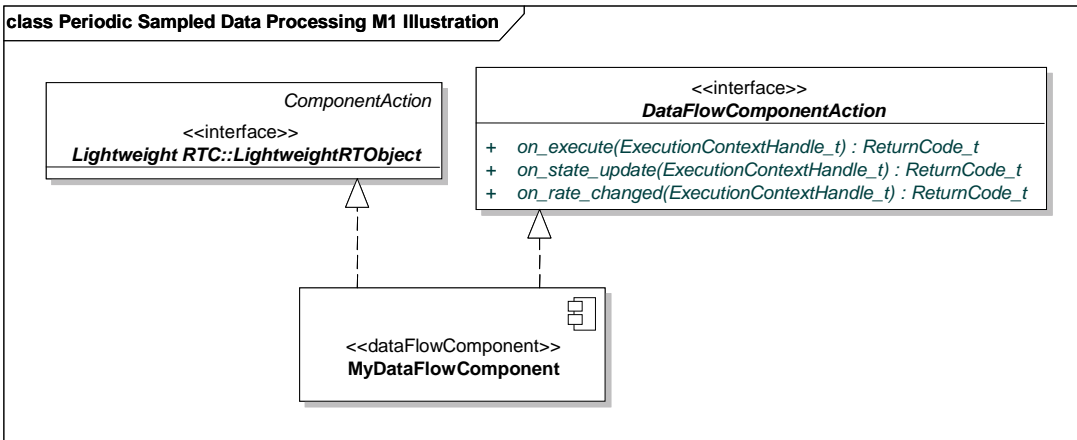 class Periodic Sampled Data Processing M1 Illustration
ComponentAction
<<interface>>
Lightweight RTC::LightweightRTObject
<<interface>>
DataFlowComponentAction
+ on_execute(ExecutionContextHandle_t) : ReturnCode_t
+ on_state_update(ExecutionContextHandle_t) : ReturnCode_t
+ on_rate_changed(ExecutionContextHandle_t) : ReturnCode_t
<<dataFlowComponent>>
MyDataFlowComponent